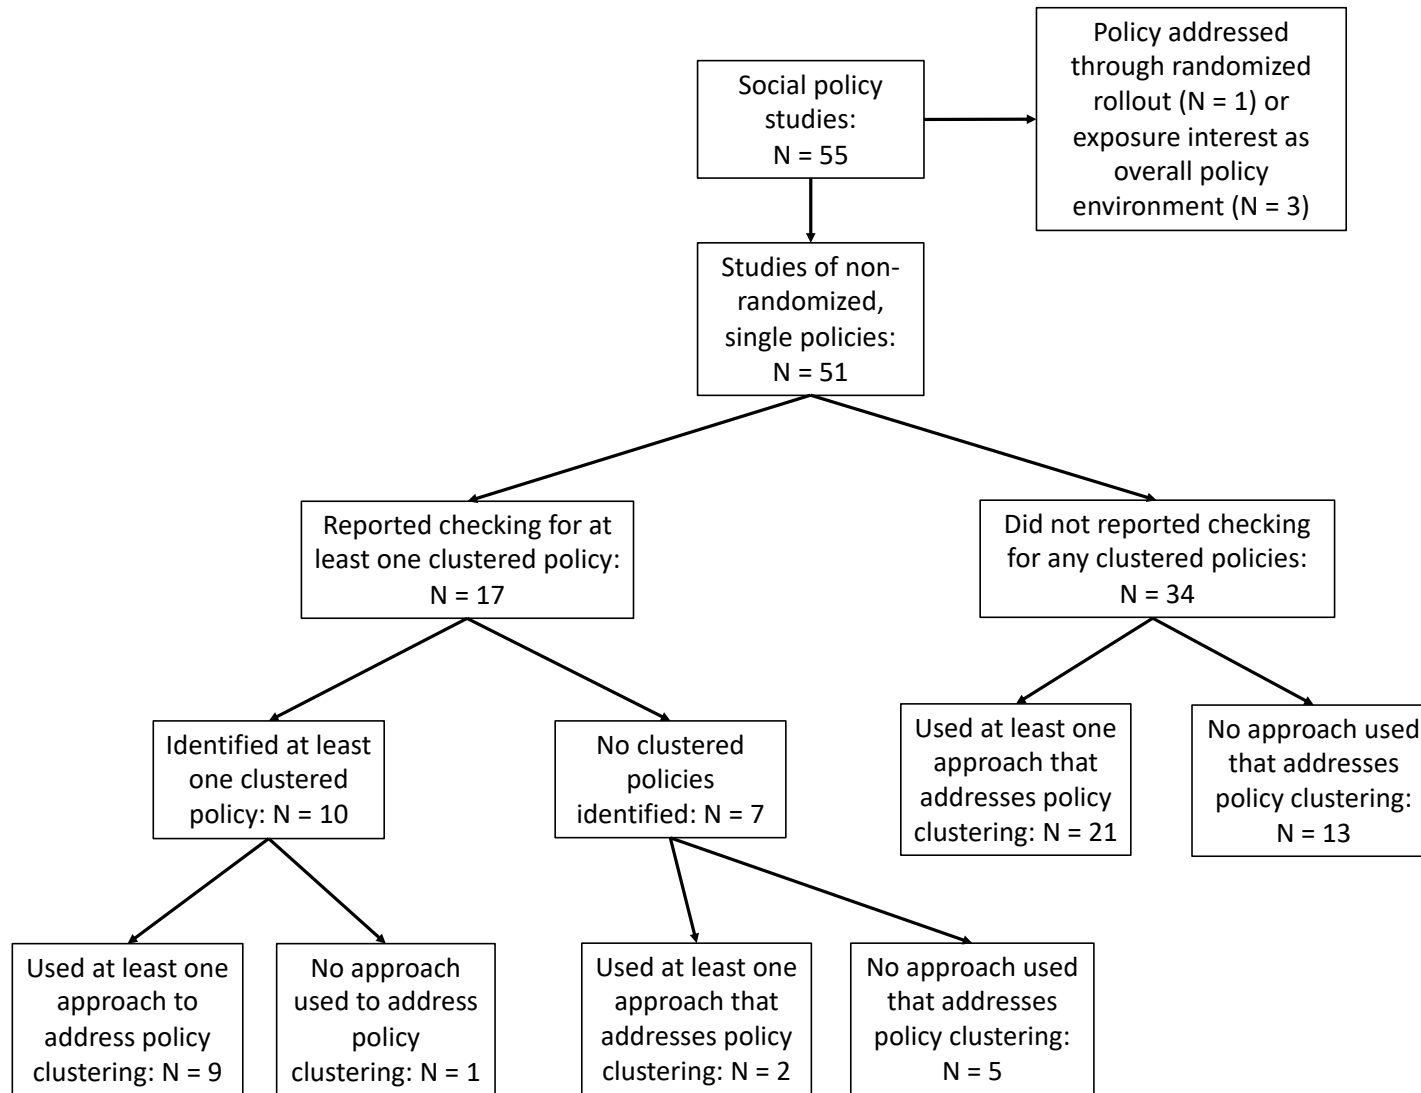 Social policy
studies:
N = 55
Policy addressed
through randomized
rollout (N = 1) or
exposure interest as
overall policy
environment (N = 3)
Studies of non-
randomized,
single policies:
N = 51
Reported checking for at
least one clustered policy:
N = 17
Did not reported checking
for any clustered policies:
N = 34
Identified at least
one clustered
policy: N = 10
No clustered
policies
identified: N = 7
Used at least one
approach that
addresses policy
clustering: N = 21
No approach used
that addresses
policy clustering:
N = 13
Used at least one
approach to
address policy
clustering: N = 9
No approach
used to address
policy
clustering: N = 1
Used at least one
approach that
addresses policy
clustering: N = 2
No approach used
that addresses
policy clustering:
N = 5